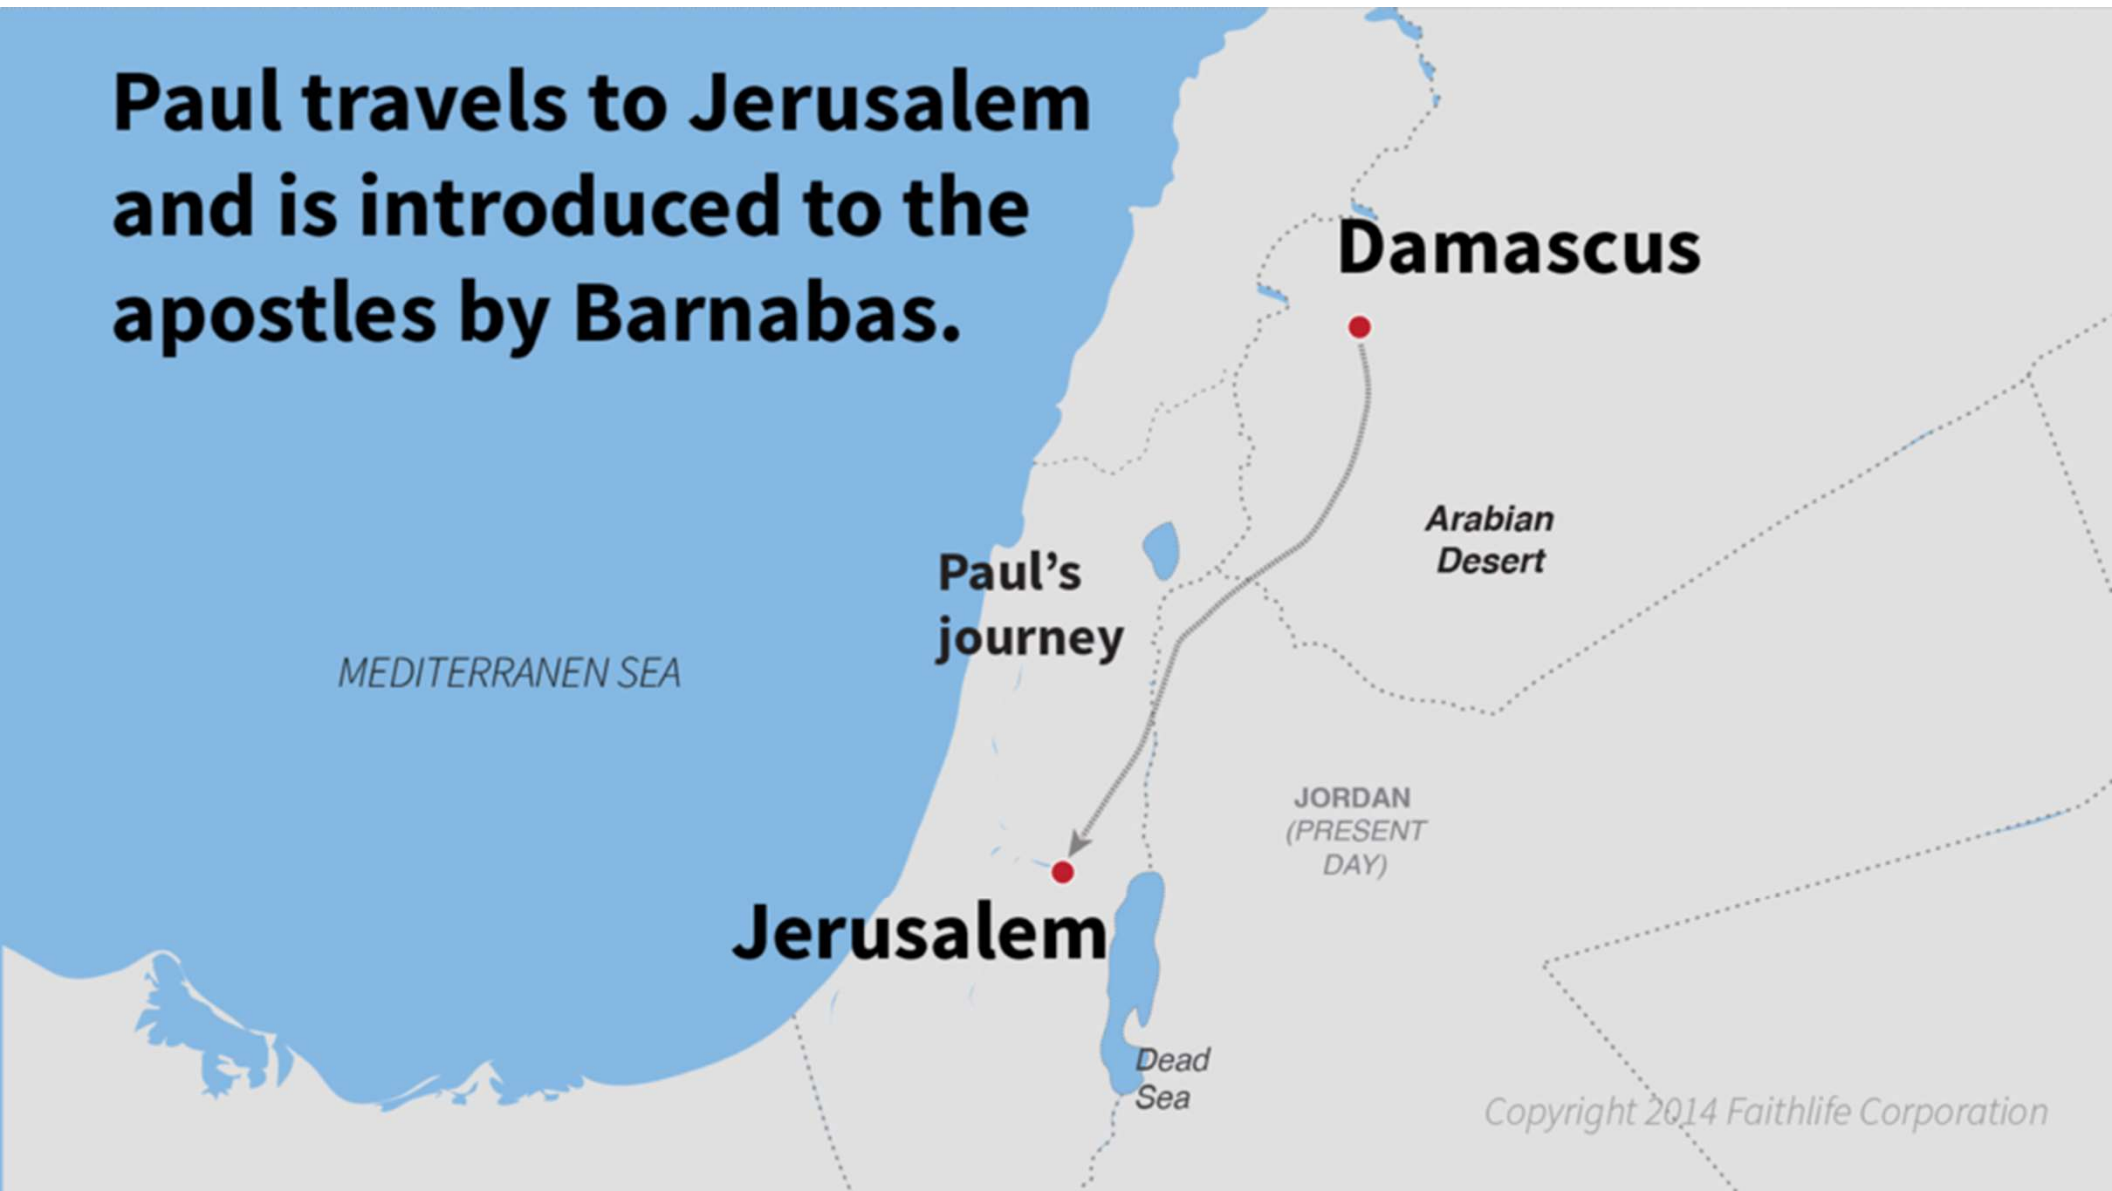 Paul travels to Jerusalem
and is introduced to the
apostles by Barnabas.
Damascus
Arabian
Desert
Paul’s
journey
MEDITERRANEN SEA
JORDAN
(PRESENT
DAY)
Jerusalem
Dead
Sea
Copyright 2014 Faithlife Corporation